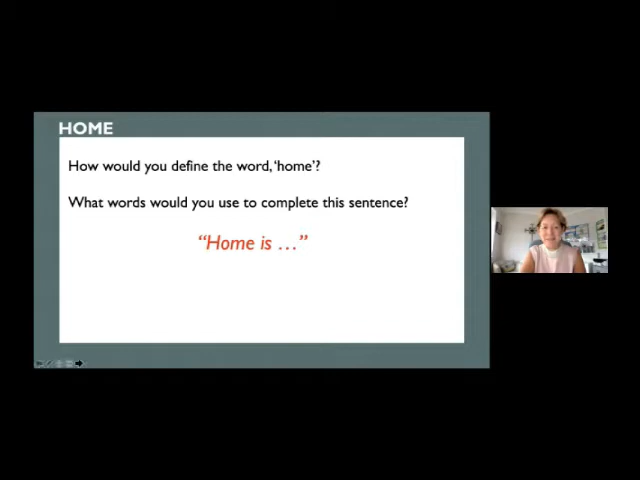 HOME
How would you define the word, ‘home’?
What words would you use to complete this sentence?
“Home is …”